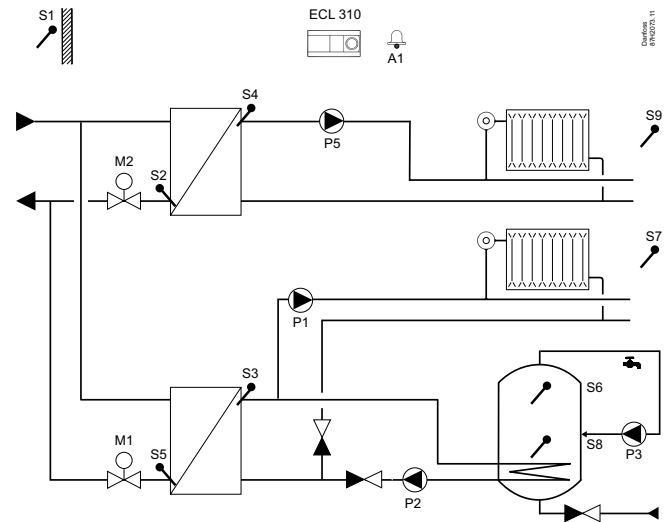 S1
ECL 310
A1
Danfoss
87H2073.11
S4
P5
S9
M2
S2
S7
P1
S3
S6
M1
S5
S8
P3
P2